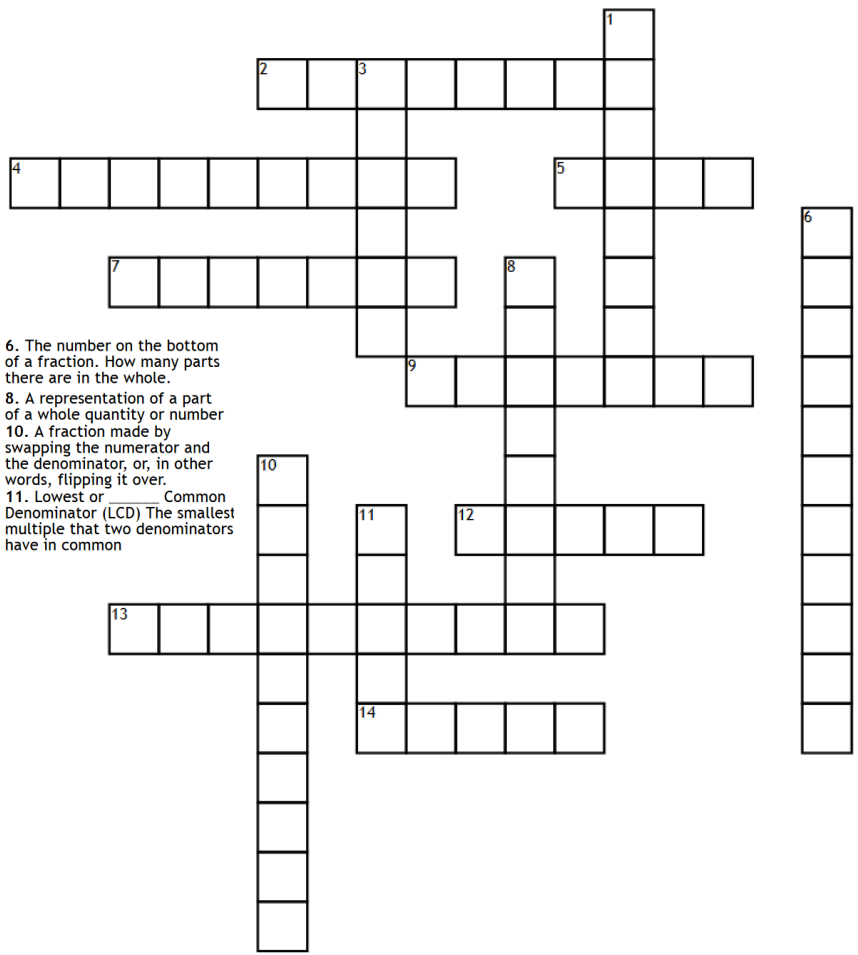 1
2
3
4
5
6
7
8
6. The number on the bottom
of a fraction. How many parts
there are in the whole.
8. A representation of a part
of a whole quantity or number
10. A fraction made by
swapping the numerator and
the denominator, or, in other
words, flipping it over.
11. Lowest or ______ Common
Denominator (LCD) The smallest
multiple that two denominators
have in common
9
10
11
12
13
14